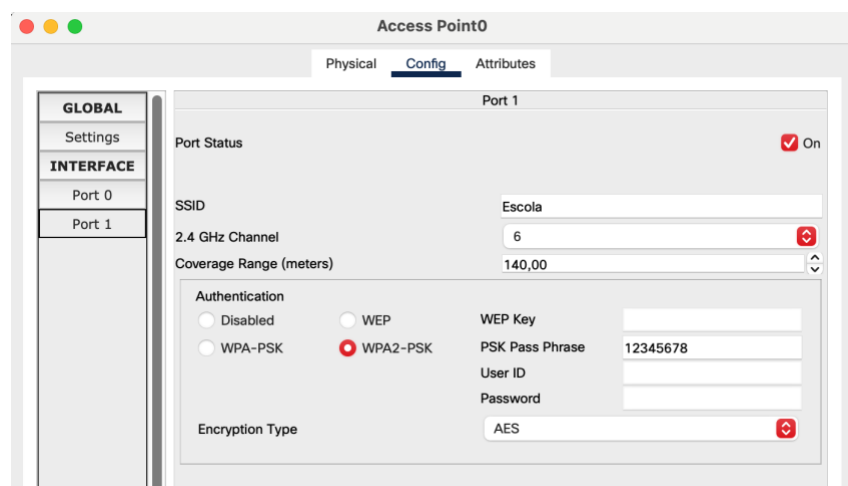 Access Point0
Physical Config Attributes
GLOBAL
Settings
INTERFACE
Port 0
Port 1
Port 1
Port Status On
SSID Escola
2.4 GHz Channel 6
Coverage Range (meters) 140,00
Authentication
Disabled WEP WEP Key
WPA-PSK WPA2-PSK PSK Pass Phrase 12345678
User ID
Password
Encryption Type AES